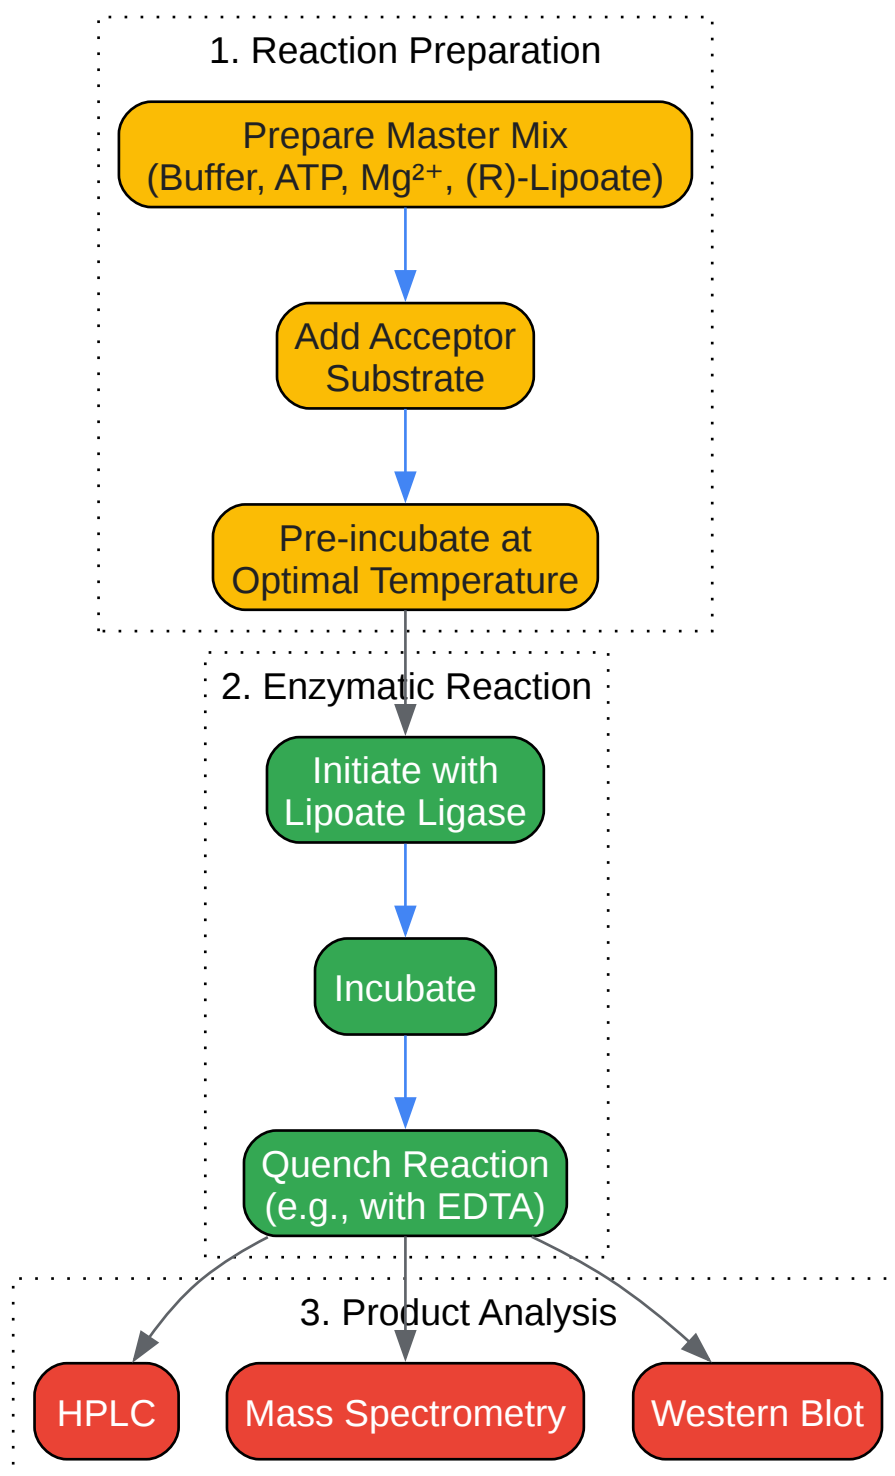 1. Reaction Preparation
Prepare Master Mix
(Buffer, ATP, Mg²⁺, (R)-Lipoate)
Add Acceptor
Substrate
Pre-incubate at
Optimal Temperature
2. Enzymatic Reaction
Initiate with
Lipoate Ligase
Incubate
Quench Reaction
(e.g., with EDTA)
3. Product Analysis
HPLC
Mass Spectrometry
Western Blot